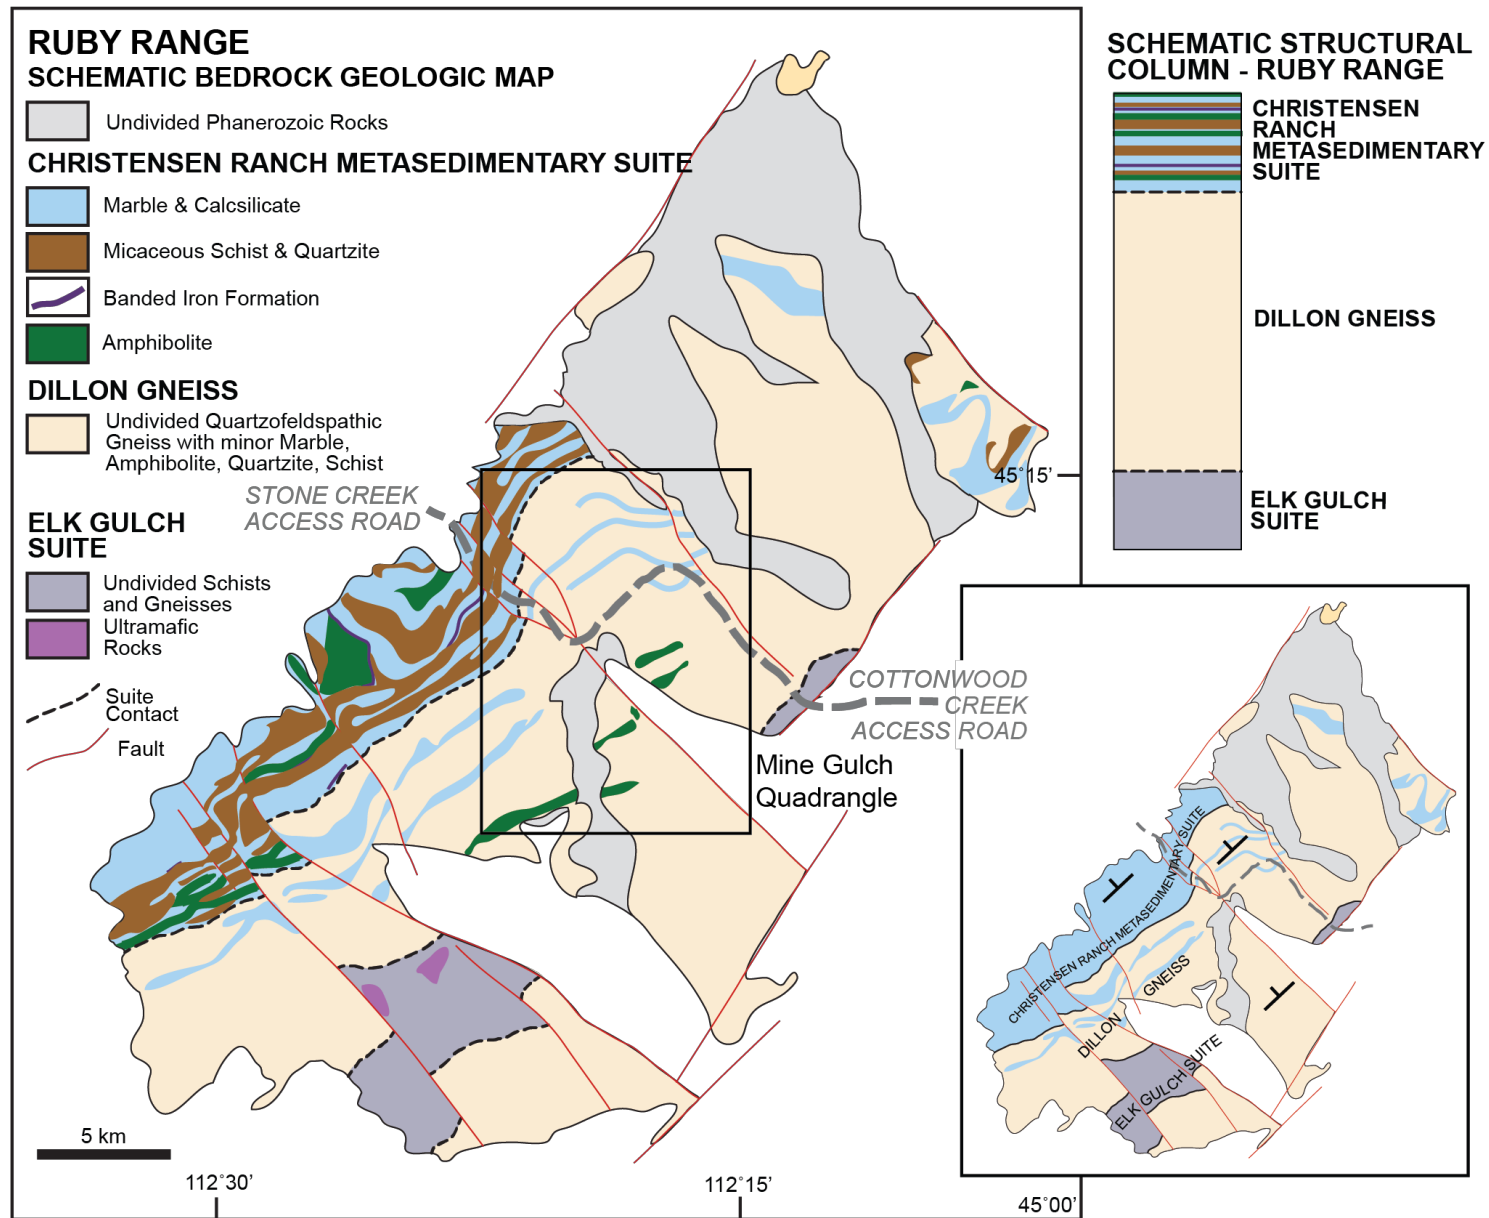 RUBY RANGE
SCHEMATIC BEDROCK GEOLOGIC MAP
Undivided Phanerozoic Rocks
CHRISTENSEN RANCH METASEDIMENTARY SUITE
Marble & Calcsilicate
Micaceous Schist & Quartzite
Banded Iron Formation
Amphibolite
DILLON GNEISS
Undivided Quartzofeldspathic
Gneiss with minor Marble,
Amphibolite, Quartzite, Schist
ELK GULCH
SUITE
Undivided Schists
and Gneisses
Ultramafic
Rocks
Suite
Contact
Fault
5 km
STONE CREEK
ACCESS ROAD
COTTONWOOD
CREEK
ACCESS ROAD
Mine Gulch
Quadrangle
45°15'
112°30'
112°15'
45°00'
SCHEMATIC STRUCTURAL
COLUMN - RUBY RANGE
CHRISTENSEN
RANCH
METASEDIMENTARY
SUITE
DILLON GNEISS
ELK GULCH
SUITE
CHRISTENSEN RANCH METASEDIMENTARY SUITE
DILLON
GNEISS
ELK GULCH SUITE